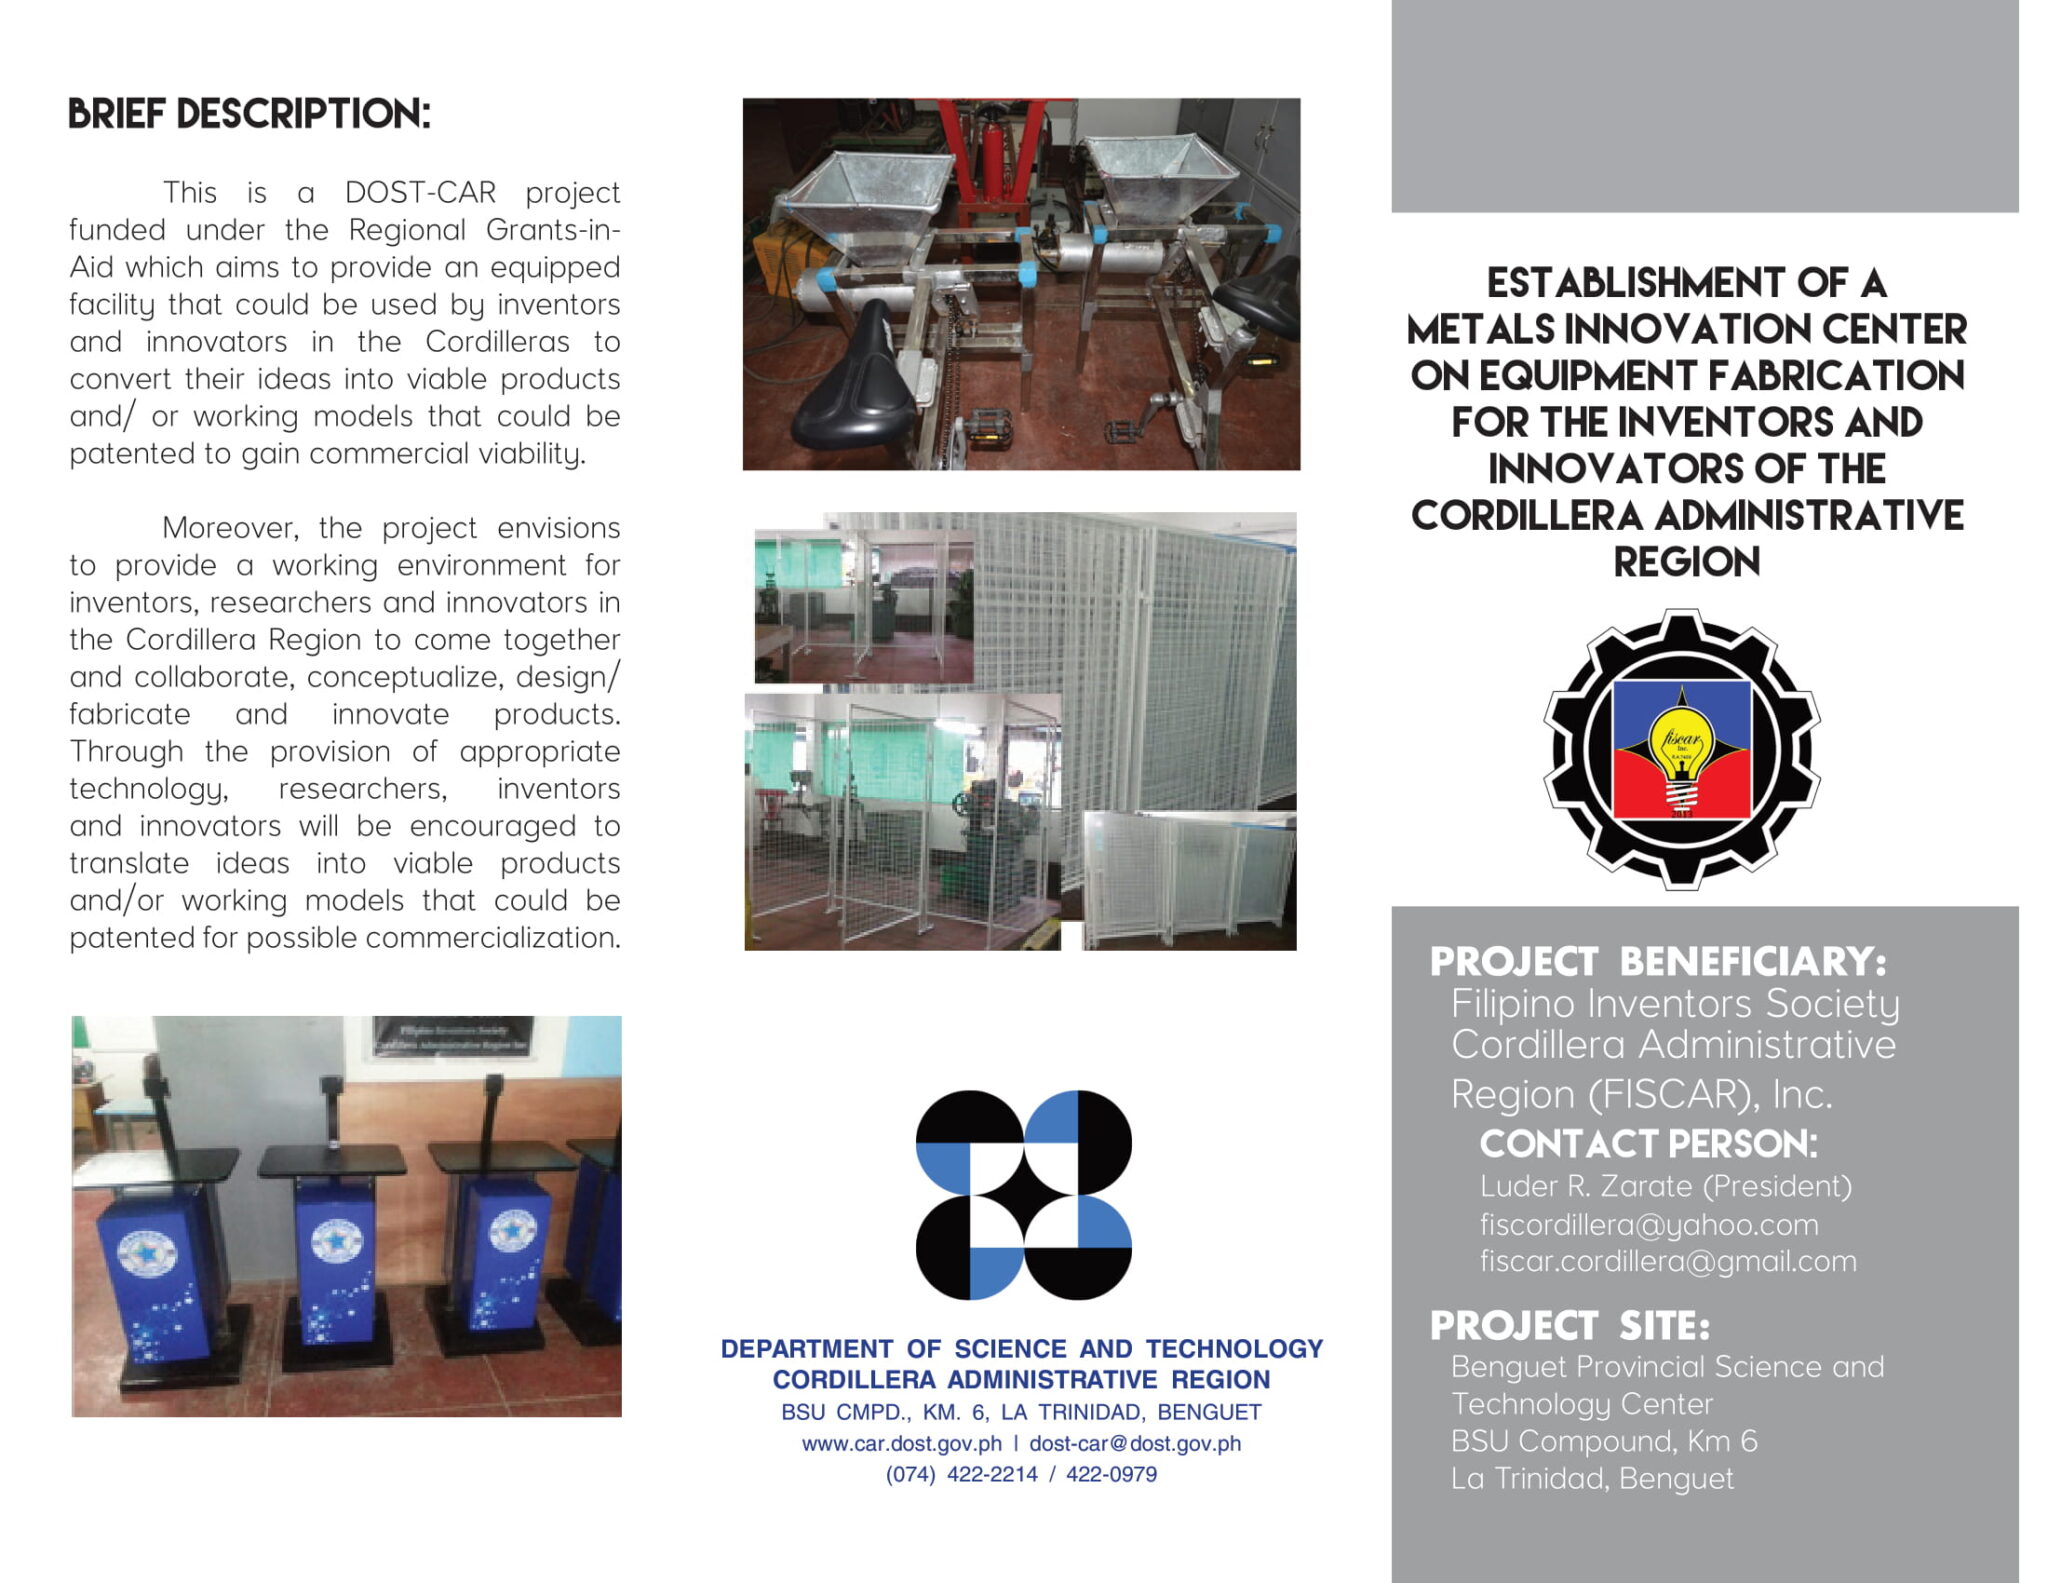 BRIEF DESCRIPTION:
This is a DOST-CAR project
funded under the Regional Grants-in-
Aid which aims to provide an equipped
facility that could be used by inventors
and innovators in the Cordilleras to
convert their ideas into viable products
and/ or working models that could be
patented to gain commercial viability.
Moreover, the project envisions
to provide a working environment for
inventors, researchers and innovators in
the Cordillera Region to come together
and collaborate, conceptualize, design/
fabricate and innovate products.
Through the provision of appropriate
technology, researchers, inventors
and innovators will be encouraged to
translate ideas into viable products
and/or working models that could be
patented for possible commercialization.
Filipino Inventors Society
Cordillera Administrative Region Inc.
DEPARTMENT OF SCIENCE AND TECHNOLOGY
CORDILLERA ADMINISTRATIVE REGION
BSU CMPD., KM. 6, LA TRINIDAD, BENGUET
www.car.dost.gov.ph | dost-car@dost.gov.ph
(074) 422-2214 / 422-0979
ESTABLISHMENT OF A
METALS INNOVATION CENTER
ON EQUIPMENT FABRICATION
FOR THE INVENTORS AND
INNOVATORS OF THE
CORDILLERA ADMINISTRATIVE
REGION
fiscar
Inc.
R.A.7459
2013
PROJECT BENEFICIARY:
Filipino Inventors Society
Cordillera Administrative
Region (FISCAR), Inc.
CONTACT PERSON:
Luder R. Zarate (President)
fiscordillera@yahoo.com
fiscar.cordillera@gmail.com
PROJECT SITE:
Benguet Provincial Science and
Technology Center
BSU Compound, Km 6
La Trinidad, Benguet